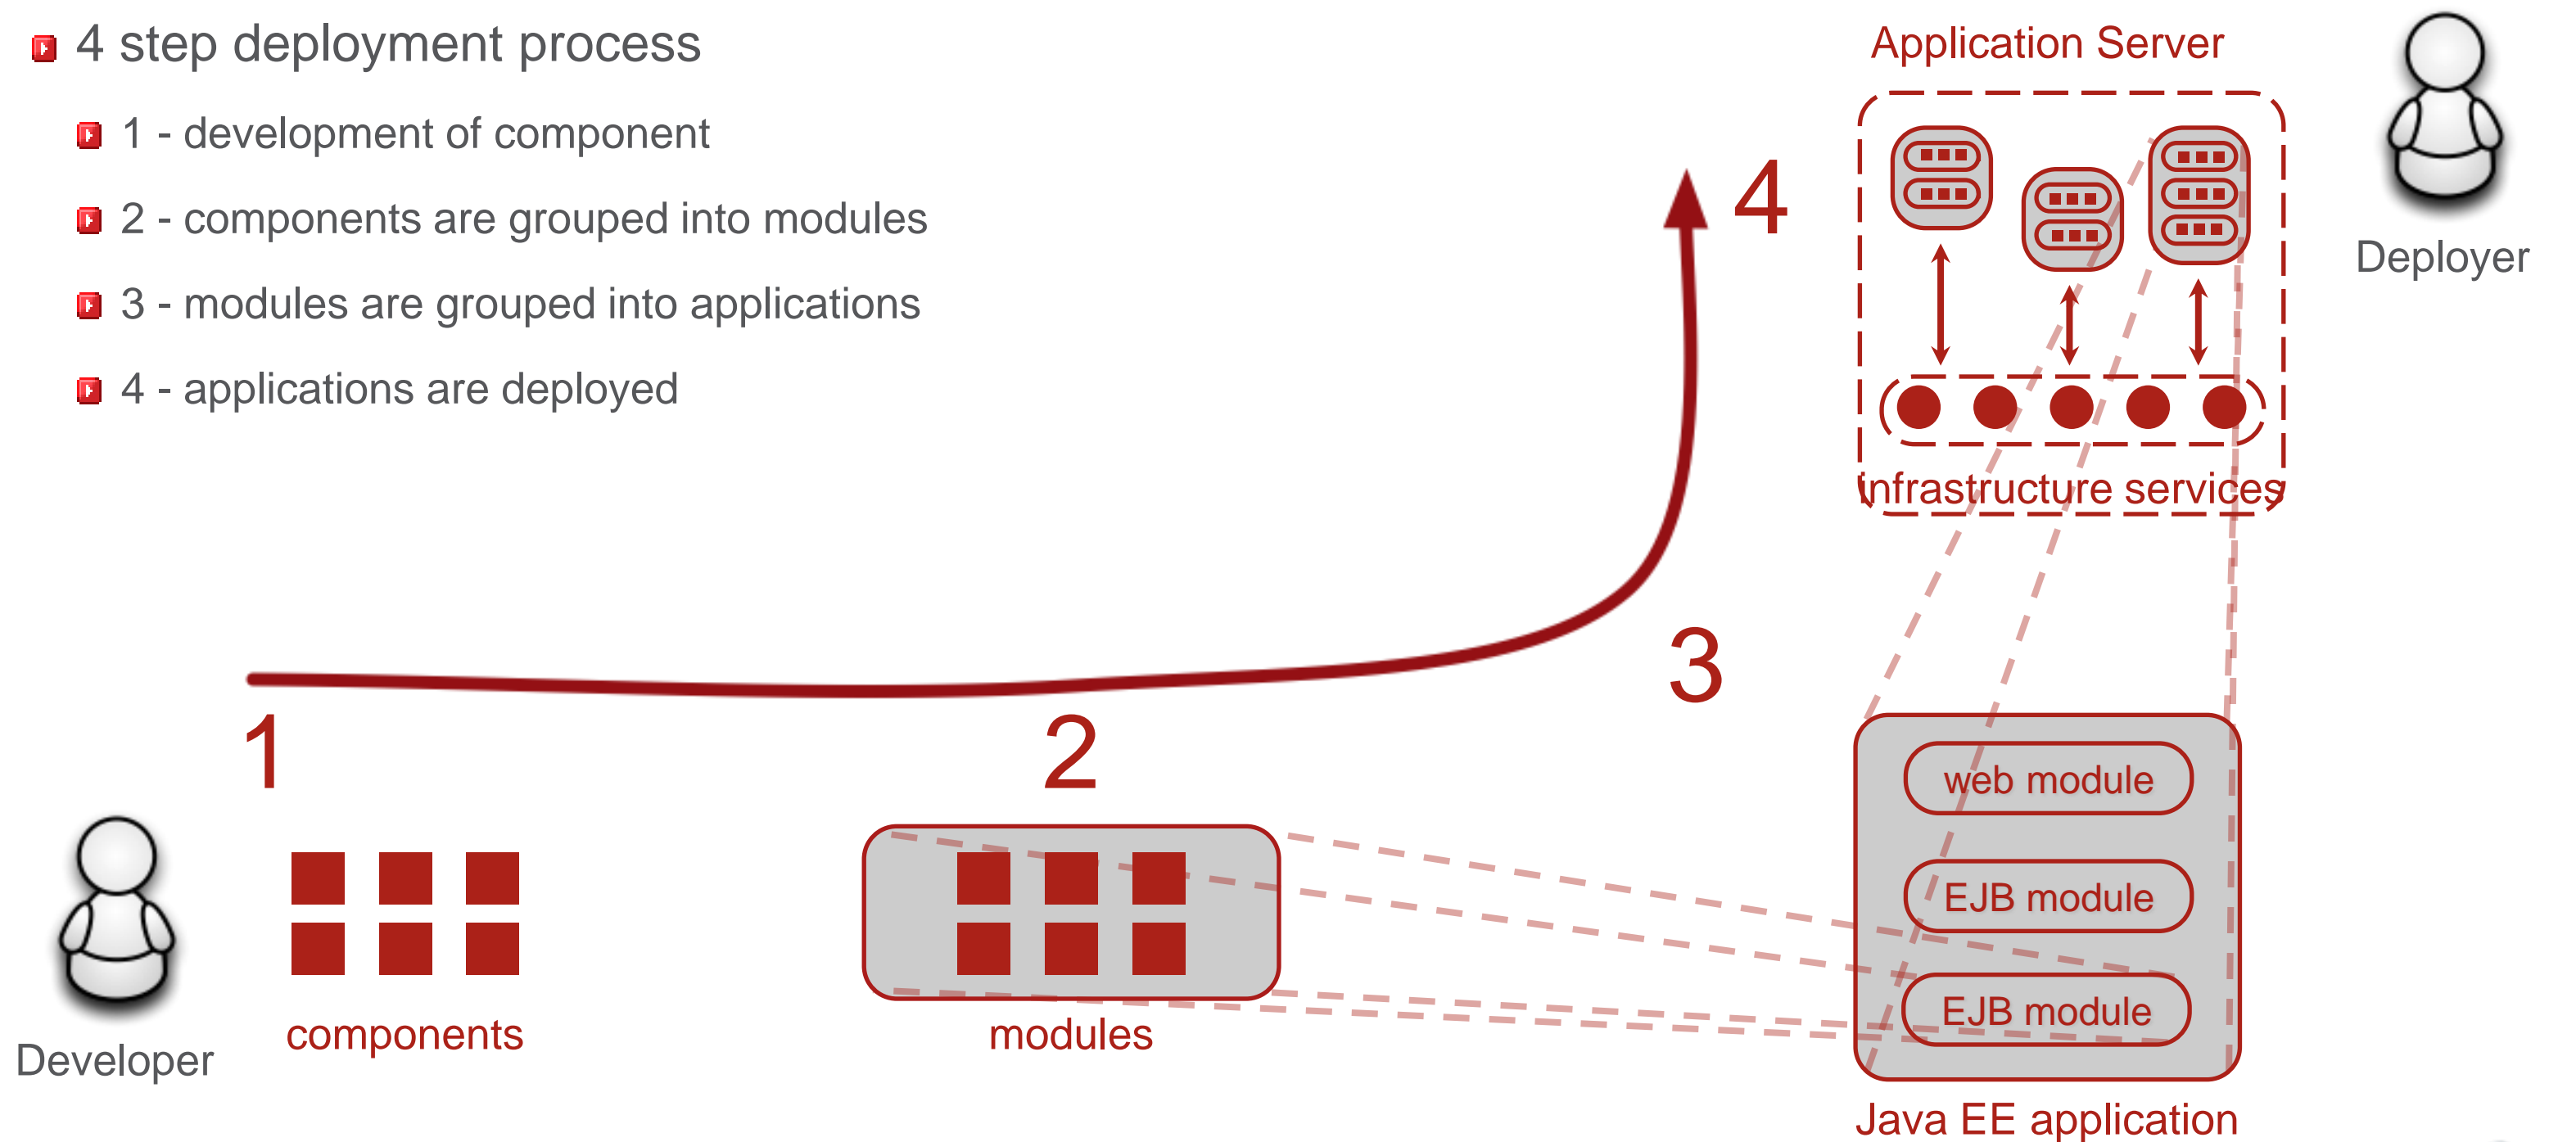 4 step deployment process
1 - development of component
2 - components are grouped into modules
3 - modules are grouped into applications
4 - applications are deployed
Application Server
Deployer
4
infrastructure services
3
1
2
web module
EJB module
EJB module
components
modules
Developer
Java EE application